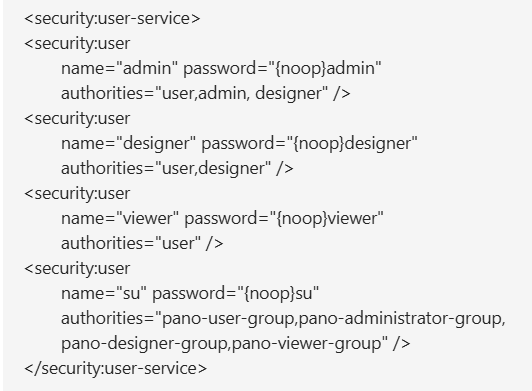 <security:user-service>
<security:user
name="admin" password="{noop}admin"
authorities="user,admin, designer" />
<security:user
name="designer" password="{noop}designer"
authorities="user,designer" />
<security:user
name="viewer" password="{noop}viewer"
authorities="user" />
<security:user
name="su" password="{noop}su"
authorities="pano-user-group,pano-administrator-group,
pano-designer-group,pano-viewer-group" />
</security:user-service>